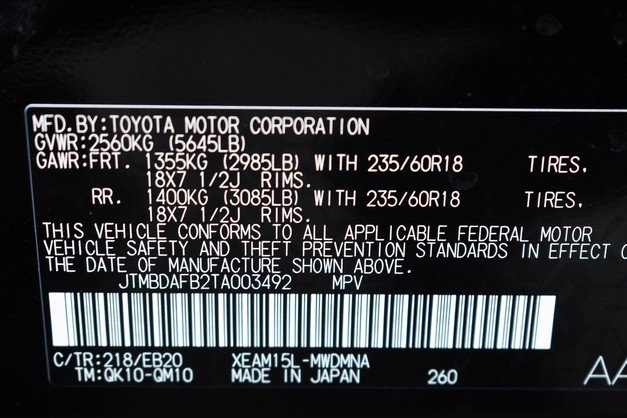 MFD.BY:TOYOTA MOTOR CORPORATION
GVWR:2560KG (5645LB)
GAWR:FRT. 1355KG (2985LB) WITH 235/60R18 TIRES.
18X7 1/2J RIMS.
RR. 1400KG (3085LB) WITH 235/60R18 TIRES.
18X7 1/2J RIMS.
THIS VEHICLE CONFORMS TO ALL APPLICABLE FEDERAL MOTOR
VEHICLE SAFETY AND THEFT PREVENTION STANDARDS IN EFFECT
THE DATE OF MANUFACTURE SHOWN ABOVE.
JTMBDAFB2TA003492 MPV
C/TR:218/EB20 XEAM15L-MWDMNA
TM:QK10-QM10 MADE IN JAPAN 260 AA